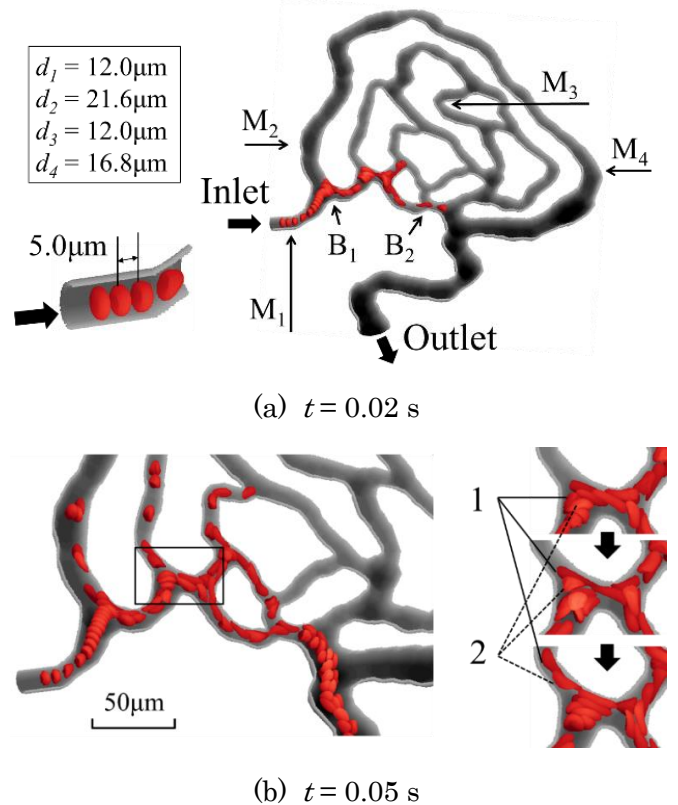 d1 = 12.0μm
d2 = 21.6μm
d3 = 12.0μm
d4 = 16.8μm
M3
M2
M4
Inlet
B1
B2
5.0μm
M1
Outlet
(a) t = 0.02 s
1
2
50μm
(b) t = 0.05 s